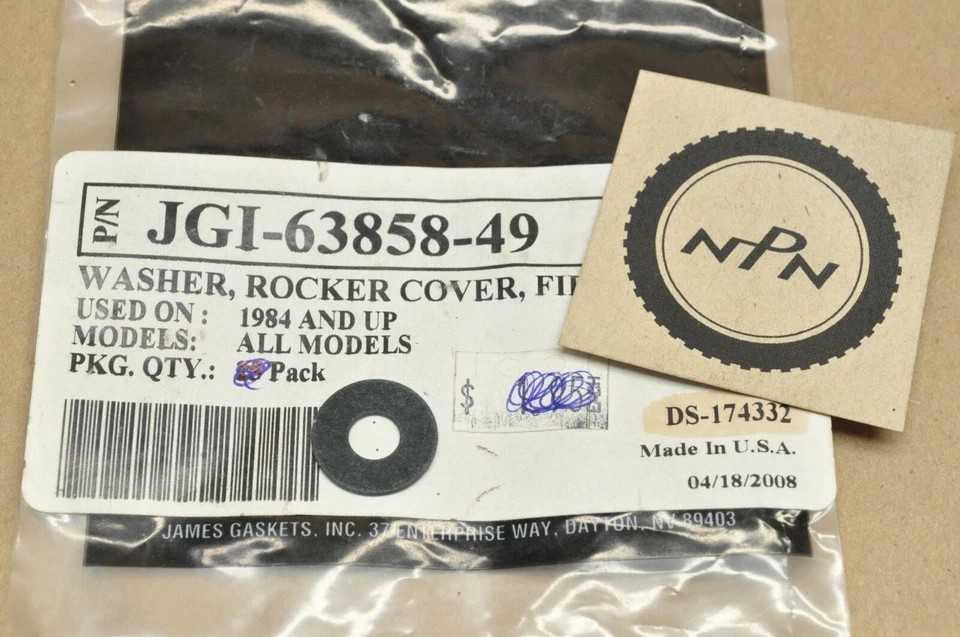 P/N JGI-63858-49
WASHER, ROCKER COVER,
USED ON: 1984 AND UP
MODELS: ALL MODELS
PKG. QTY.: Pack
$
DS-174332
Made In U.S.A.
04/18/2008
JAMES GASKETS, INC. 37 ENTERPRISE WAY, DAYTON, NV 89403
NPN